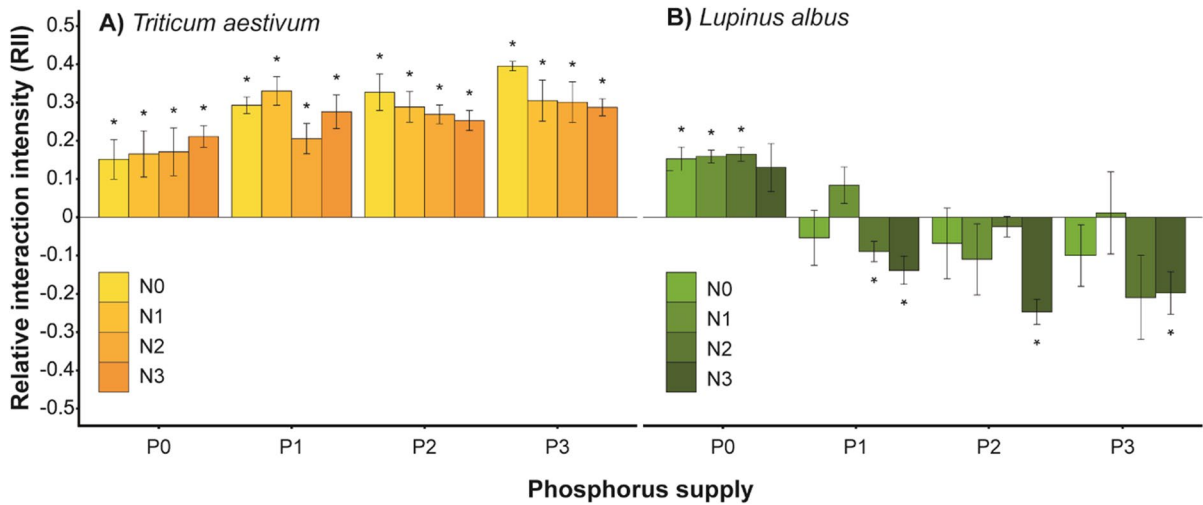 A) Triticum aestivum
B) Lupinus albus
Relative interaction intensity (RII)
0.5
0.4
0.3
0.2
0.1
0
-0.1
-0.2
-0.3
-0.4
-0.5
* * * * * * * * * * * * * * * *
* * *
* * * *
N0
N1
N2
N3
N0
N1
N2
N3
P0 P1 P2 P3 P0 P1 P2 P3
Phosphorus supply